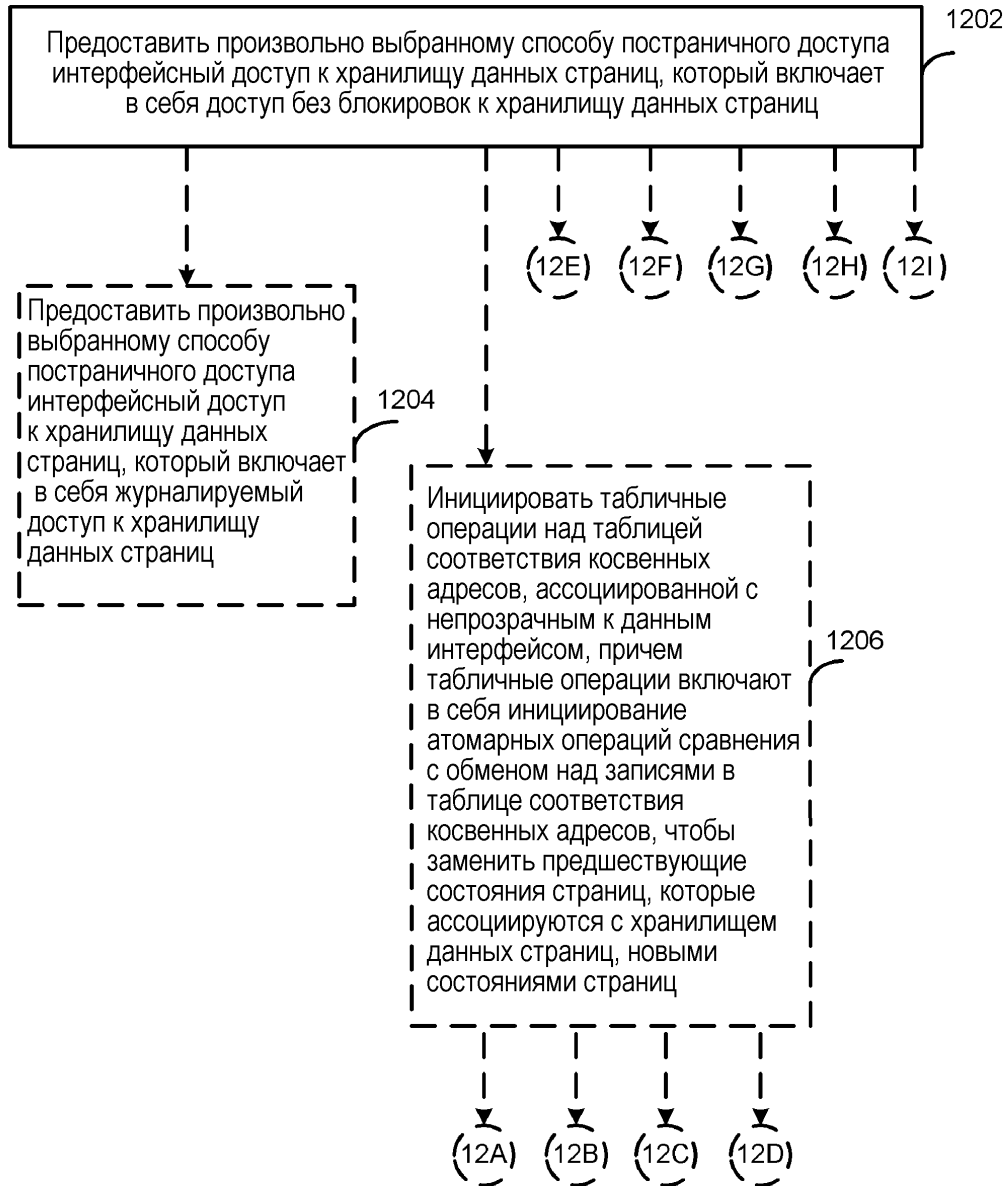 1202
Предоставить произвольно выбранному способу постраничного доступа
интерфейсный доступ к хранилищу данных страниц, который включает
в себя доступ без блокировок к хранилищу данных страниц
12E
12F
12G
12H
12I
Предоставить произвольно
выбранному способу
постраничного доступа
интерфейсный доступ
к хранилищу данных
страниц, который включает
в себя журналируемый
доступ к хранилищу
данных страниц
1204
Инициировать табличные
операции над таблицей
соответствия косвенных
адресов, ассоциированной с
непрозрачным к данным
интерфейсом, причем
табличные операции включают
в себя инициирование
атомарных операций сравнения
с обменом над записями в
таблице соответствия
косвенных адресов, чтобы
заменить предшествующие
состояния страниц, которые
ассоциируются с хранилищем
данных страниц, новыми
состояниями страниц
1206
12A
12B
12C
12D